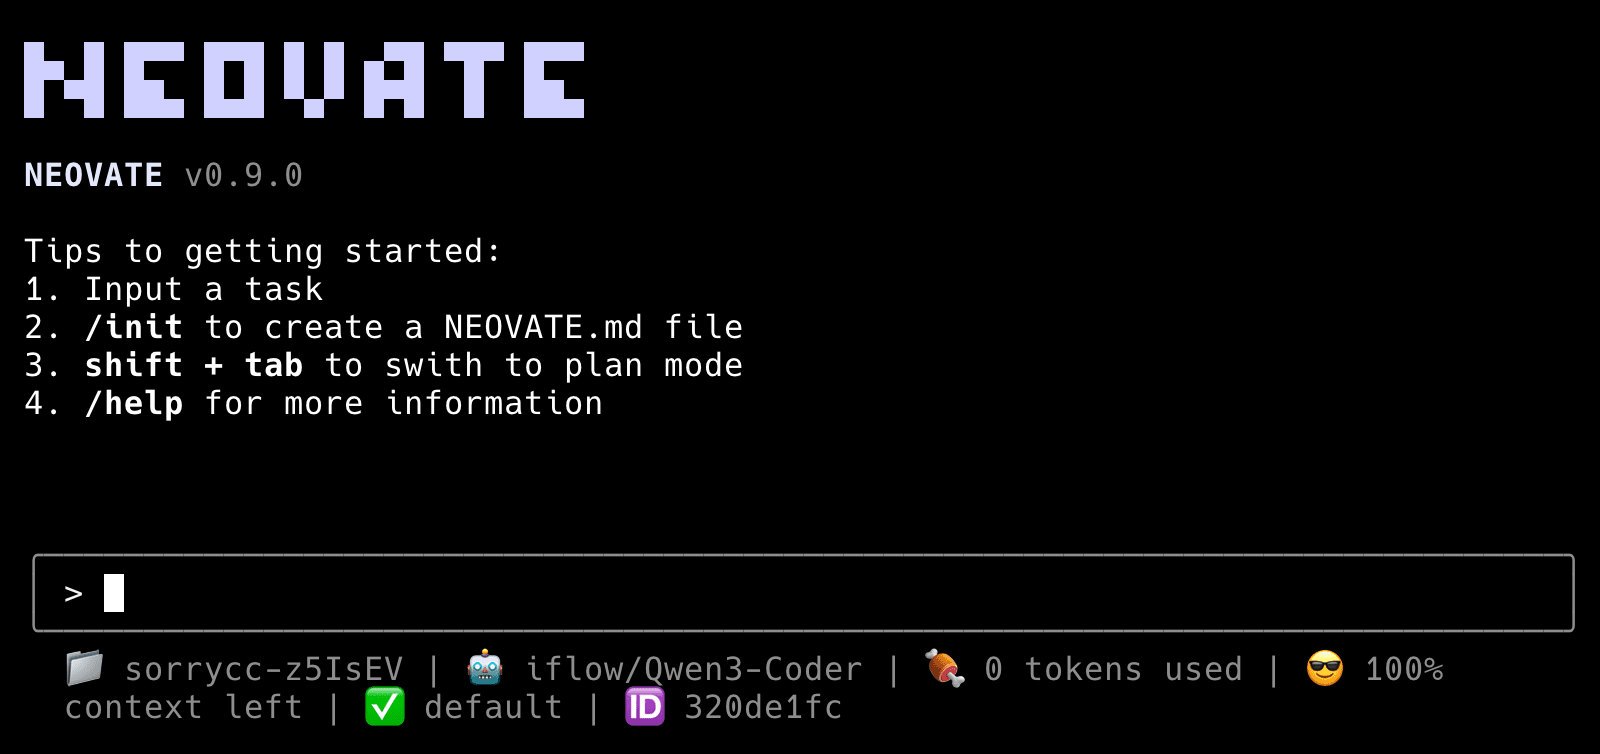 NEOVATE
NEOVATE v0.9.0
Tips to getting started:
1. Input a task
2. /init to create a NEOVATE.md file
3. shift + tab to swith to plan mode
4. /help for more information
>
📁 sorrycc-z5IsEV | 🤖 iflow/Qwen3-Coder | 🍖 0 tokens used | 😎 100%
context left | ✅ default | 🆔 320de1fc